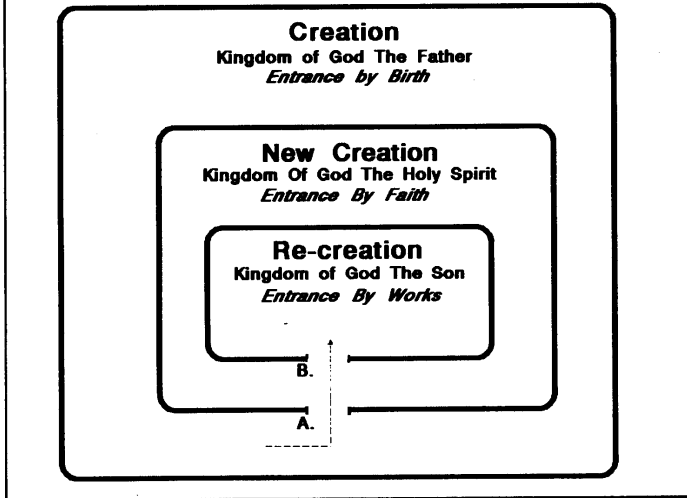 Creation
Kingdom of God The Father
Entrance by Birth
New Creation
Kingdom Of God The Holy Spirit
Entrance By Faith
Re-creation
Kingdom of God The Son
Entrance By Works
B.
A.